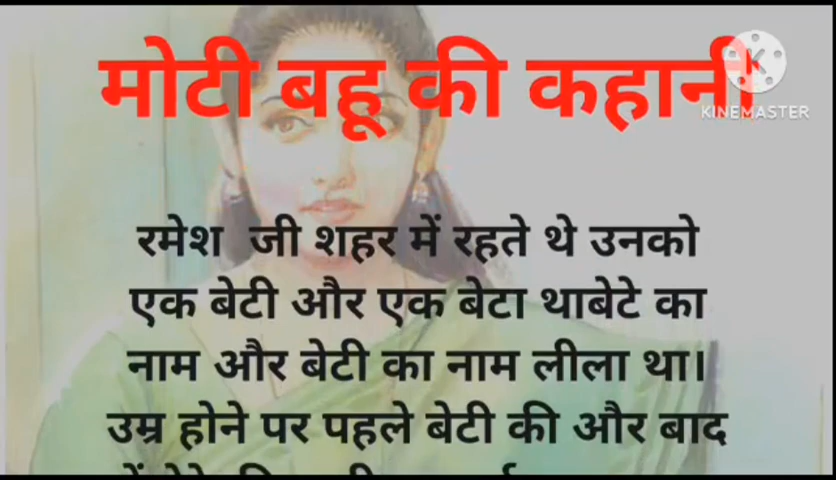 मोटी बहू की कहानी
KINEMASTER
रमेश जी शहर में रहते थे उनको
एक बेटी और एक बेटा थाबेटे का
नाम और बेटी का नाम लीला था।
उम्र होने पर पहले बेटी की और बाद